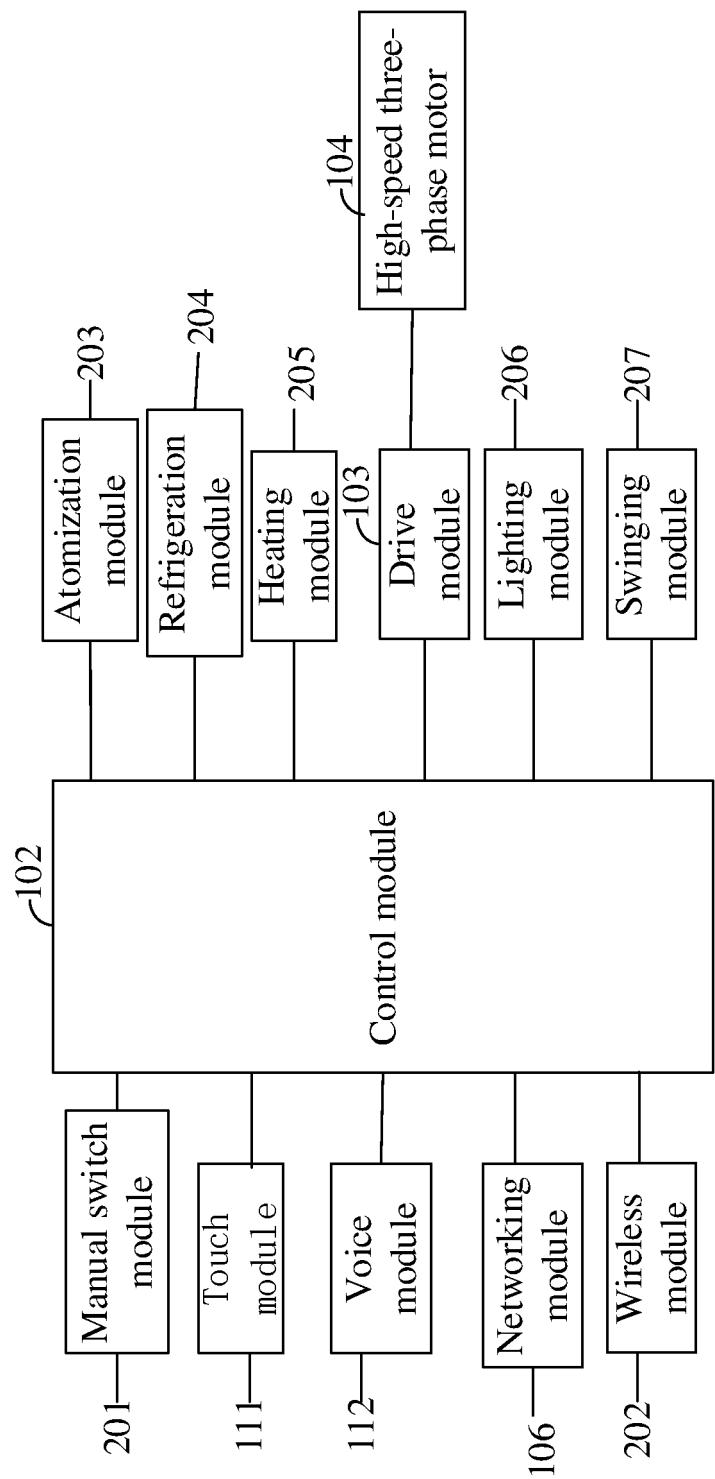 102
Control module
201
Manual switch
module
111
Touch
module
112
Voice
module
106
Networking
module
202
Wireless
module
Atomization
module
203
Refrigeration
module
204
Heating
module
205
103
Drive
module
104
High-speed three-
phase motor
Lighting
module
206
Swinging
module
207